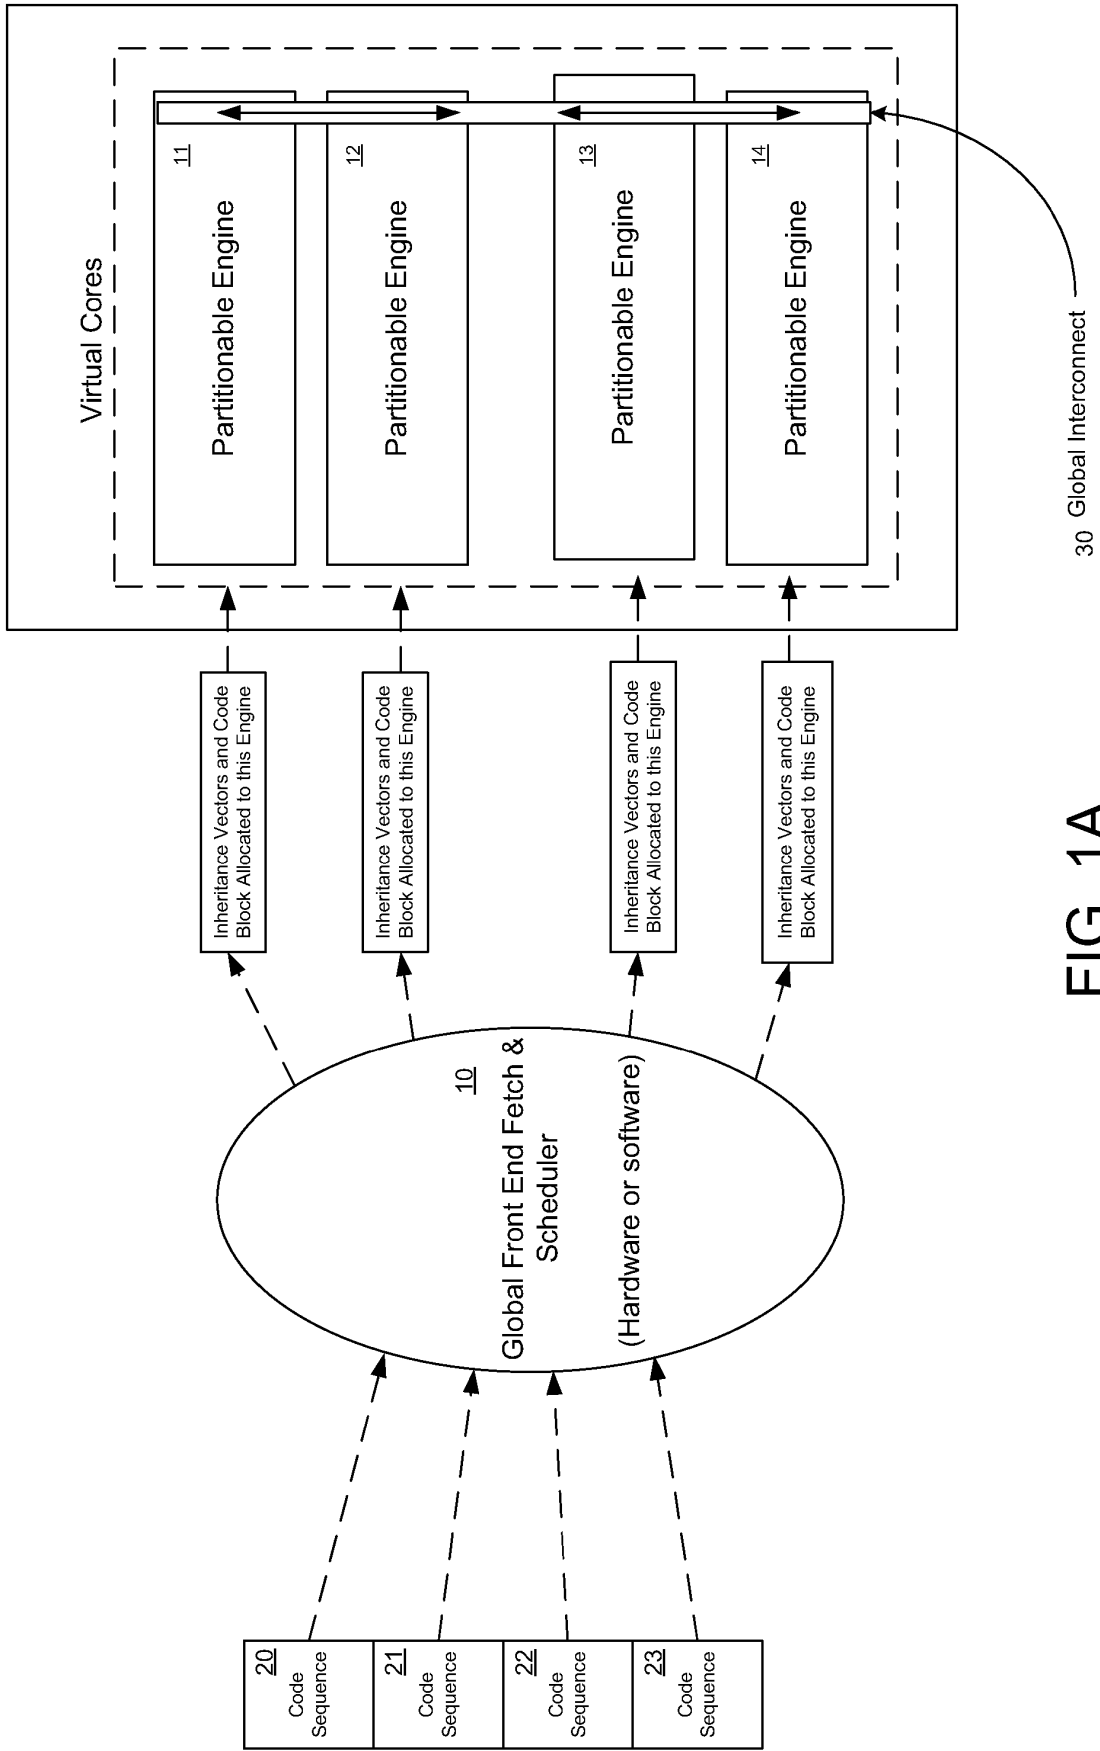 Virtual Cores
11
Partitionable Engine
12
Partitionable Engine
13
Partitionable Engine
14
Partitionable Engine
30 Global Interconnect
Inheritance Vectors and Code
Block Allocated to this Engine
Inheritance Vectors and Code
Block Allocated to this Engine
Inheritance Vectors and Code
Block Allocated to this Engine
Inheritance Vectors and Code
Block Allocated to this Engine
10
Global Front End Fetch &
Scheduler
(Hardware or software)
20
Code
Sequence
21
Code
Sequence
22
Code
Sequence
23
Code
Sequence
FIG. 1A